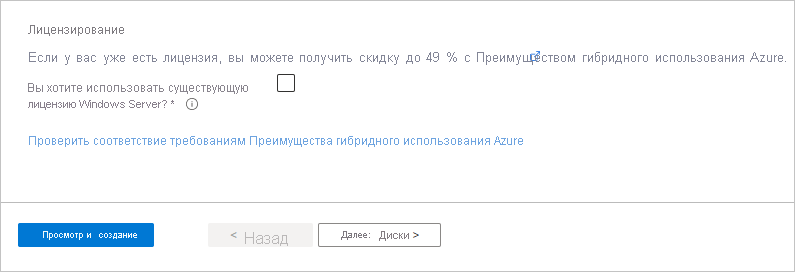 Лицензирование
Если у вас уже есть лицензия, вы можете получить скидку до 49 % с Преимуществом гибридного использования Azure.
Вы хотите использовать существующую
лицензию Windows Server? *
Проверить соответствие требованиям Преимущества гибридного использования Azure
Просмотр и создание < Назад Далее: Диски >